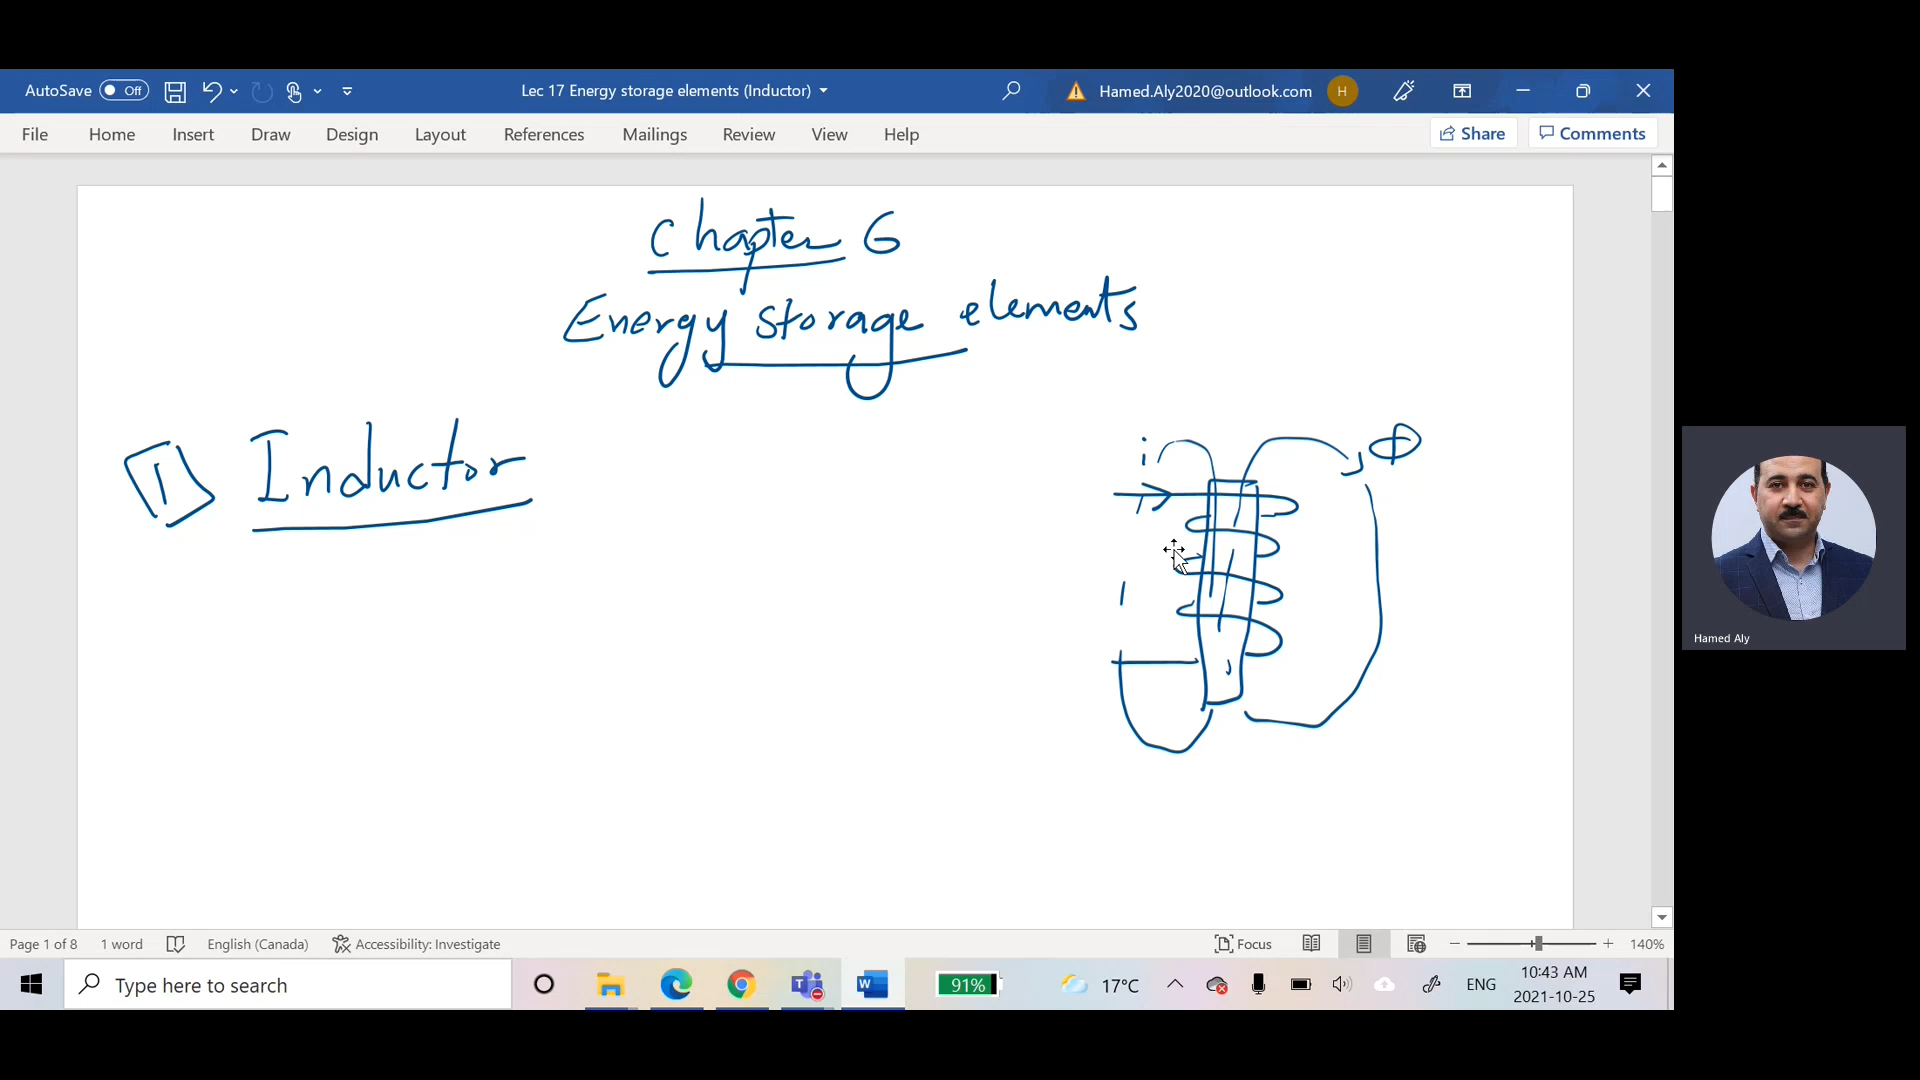 AutoSave Off
Lec 17 Energy storage elements (Inductor)
Hamed.Aly2020@outlook.com H
File Home Insert Draw Design Layout References Mailings Review View Help
Share Comments
Chapter 6
Energy storage elements
1 Inductor
i
Φ
Hamed Aly
Page 1 of 8 1 word English (Canada) Accessibility: Investigate
Focus 140%
Type here to search
91%
17°C
ENG
10:43 AM
2021-10-25